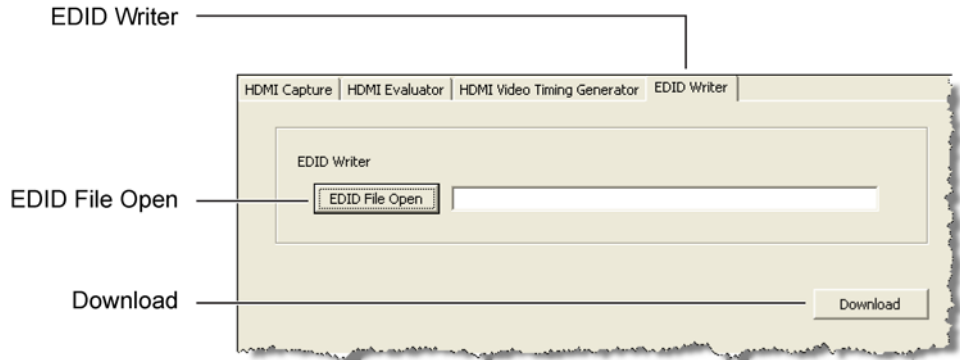 EDID Writer
HDMI Capture HDMI Evaluator HDMI Video Timing Generator EDID Writer
EDID Writer
EDID File Open EDID File Open
Download Download